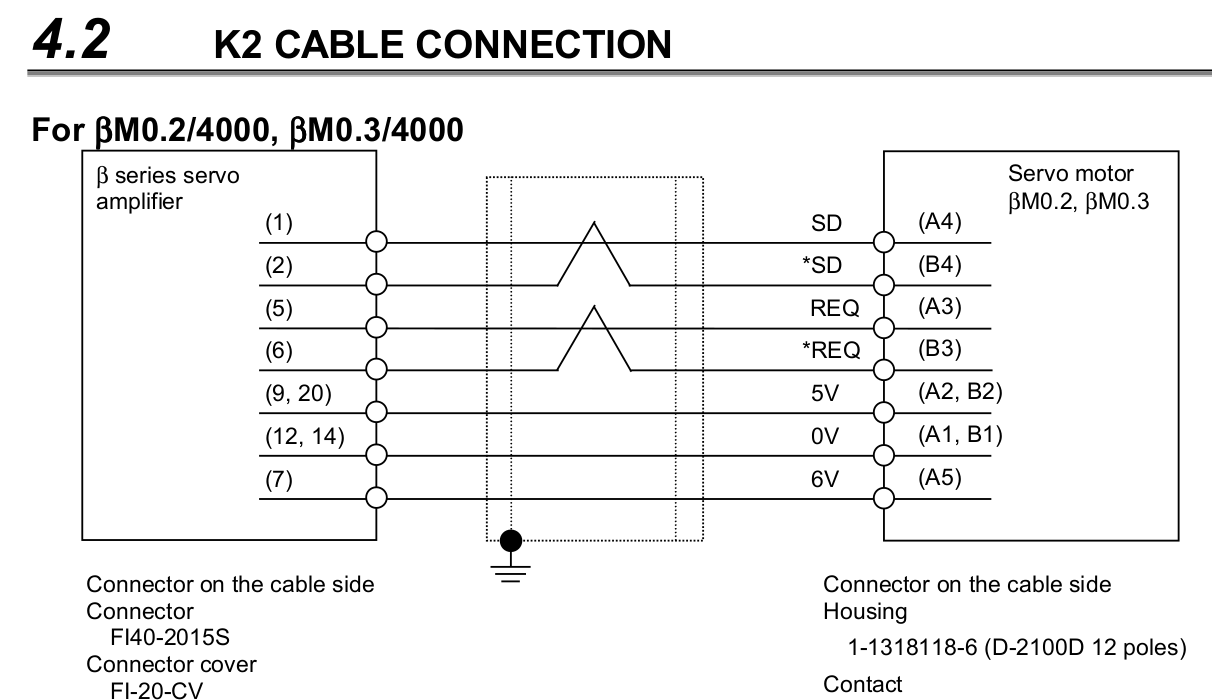 4.2 K2 CABLE CONNECTION
For βM0.2/4000, βM0.3/4000
β series servo
amplifier
Servo motor
βM0.2, βM0.3
(1) SD (A4)
(2) *SD (B4)
(5) REQ (A3)
(6) *REQ (B3)
(9, 20) 5V (A2, B2)
(12, 14) 0V (A1, B1)
(7) 6V (A5)
Connector on the cable side
Connector
FI40-2015S
Connector cover
FI-20-CV
Connector on the cable side
Housing
1-1318118-6 (D-2100D 12 poles)
Contact